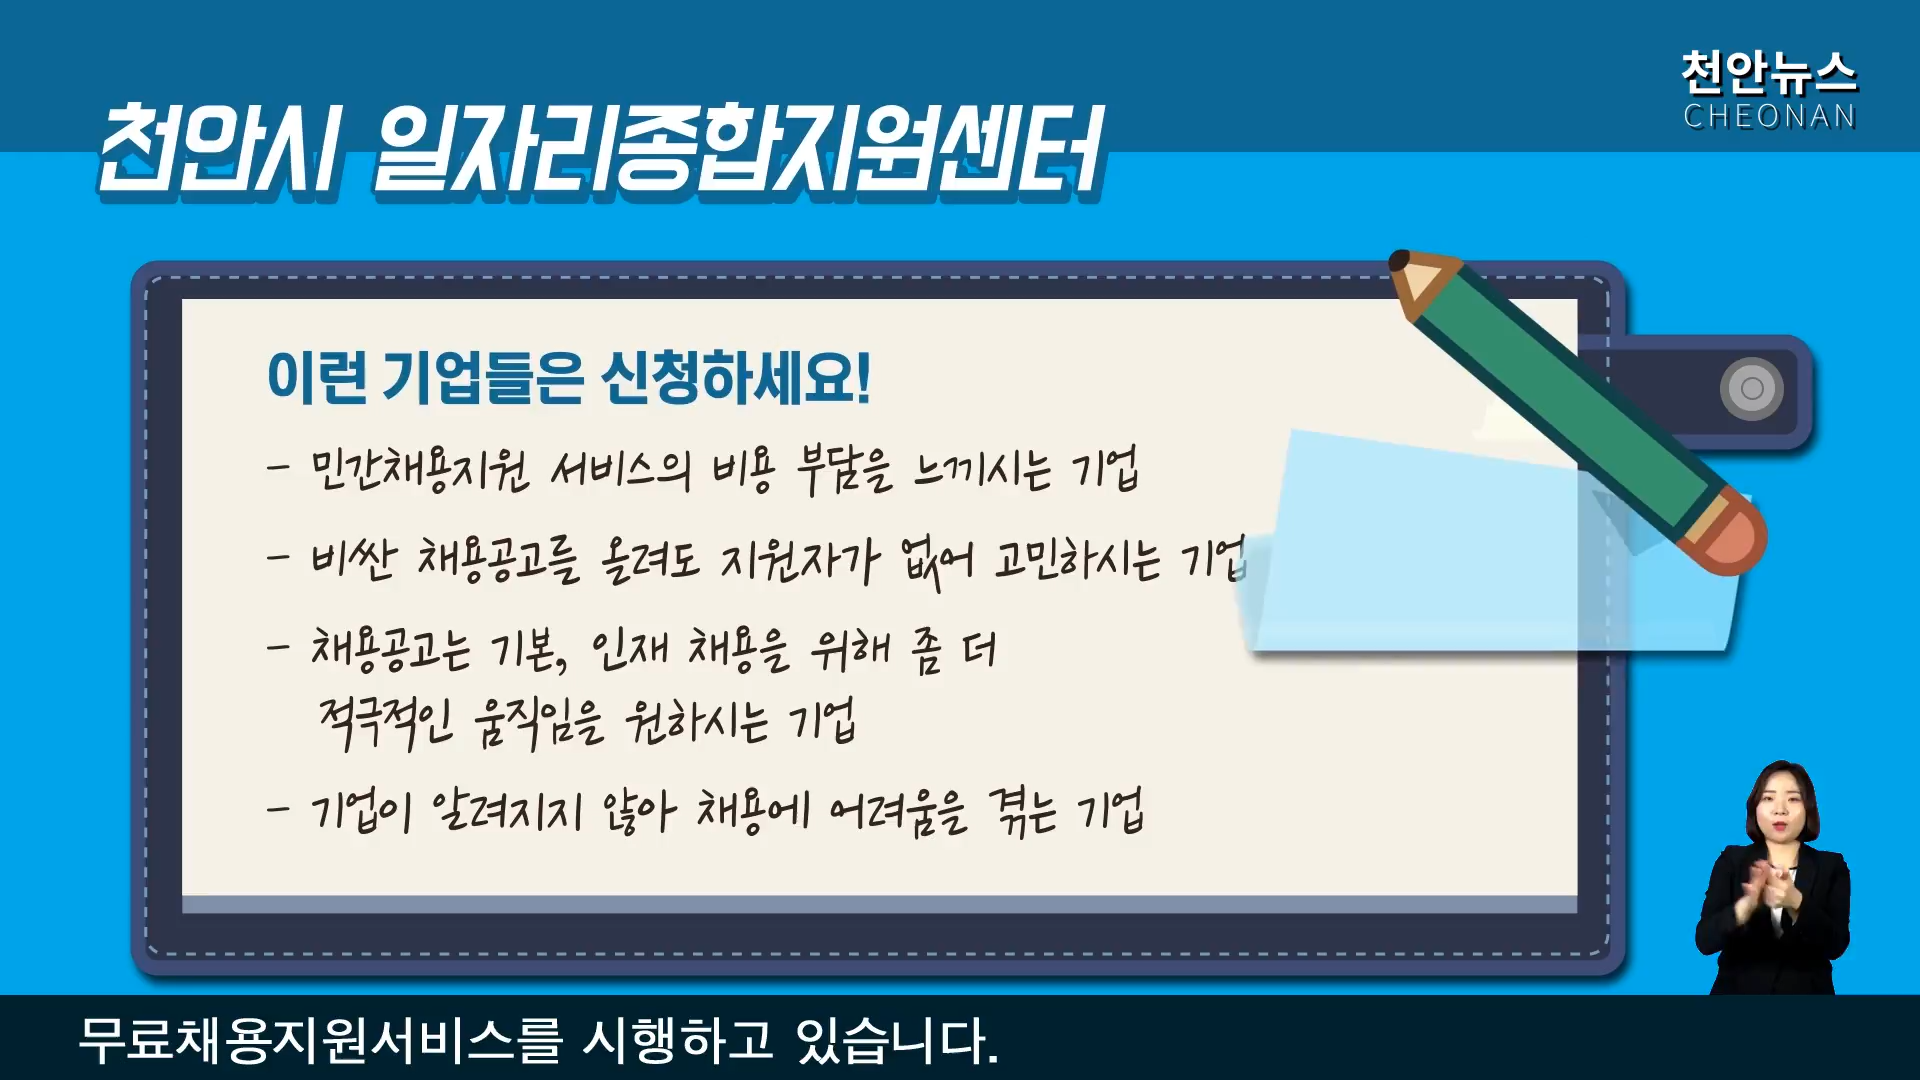 천안뉴스
CHEONAN
천안시 일자리종합지원센터
이런 기업들은 신청하세요!
- 민간채용지원 서비스의 비용 부담을 느끼시는 기업
- 비싼 채용공고를 올려도 지원자가 없어 고민하시는 기업
- 채용공고는 기본, 인재 채용을 위해 좀 더
적극적인 움직임을 원하시는 기업
- 기업이 알려지지 않아 채용에 어려움을 겪는 기업
무료채용지원서비스를 시행하고 있습니다.